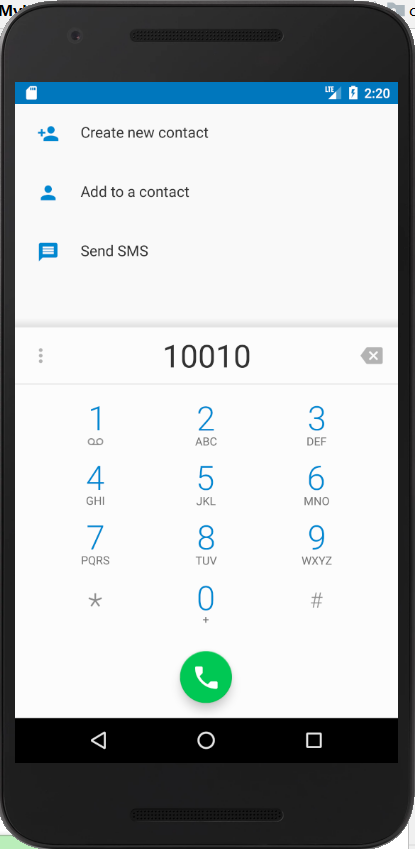 My
LTE 2:20
Create new contact
Add to a contact
Send SMS
10010
1 2 3
ABC DEF
4 5 6
GHI JKL MNO
7 8 9
PQRS TUV WXYZ
* 0 #
+